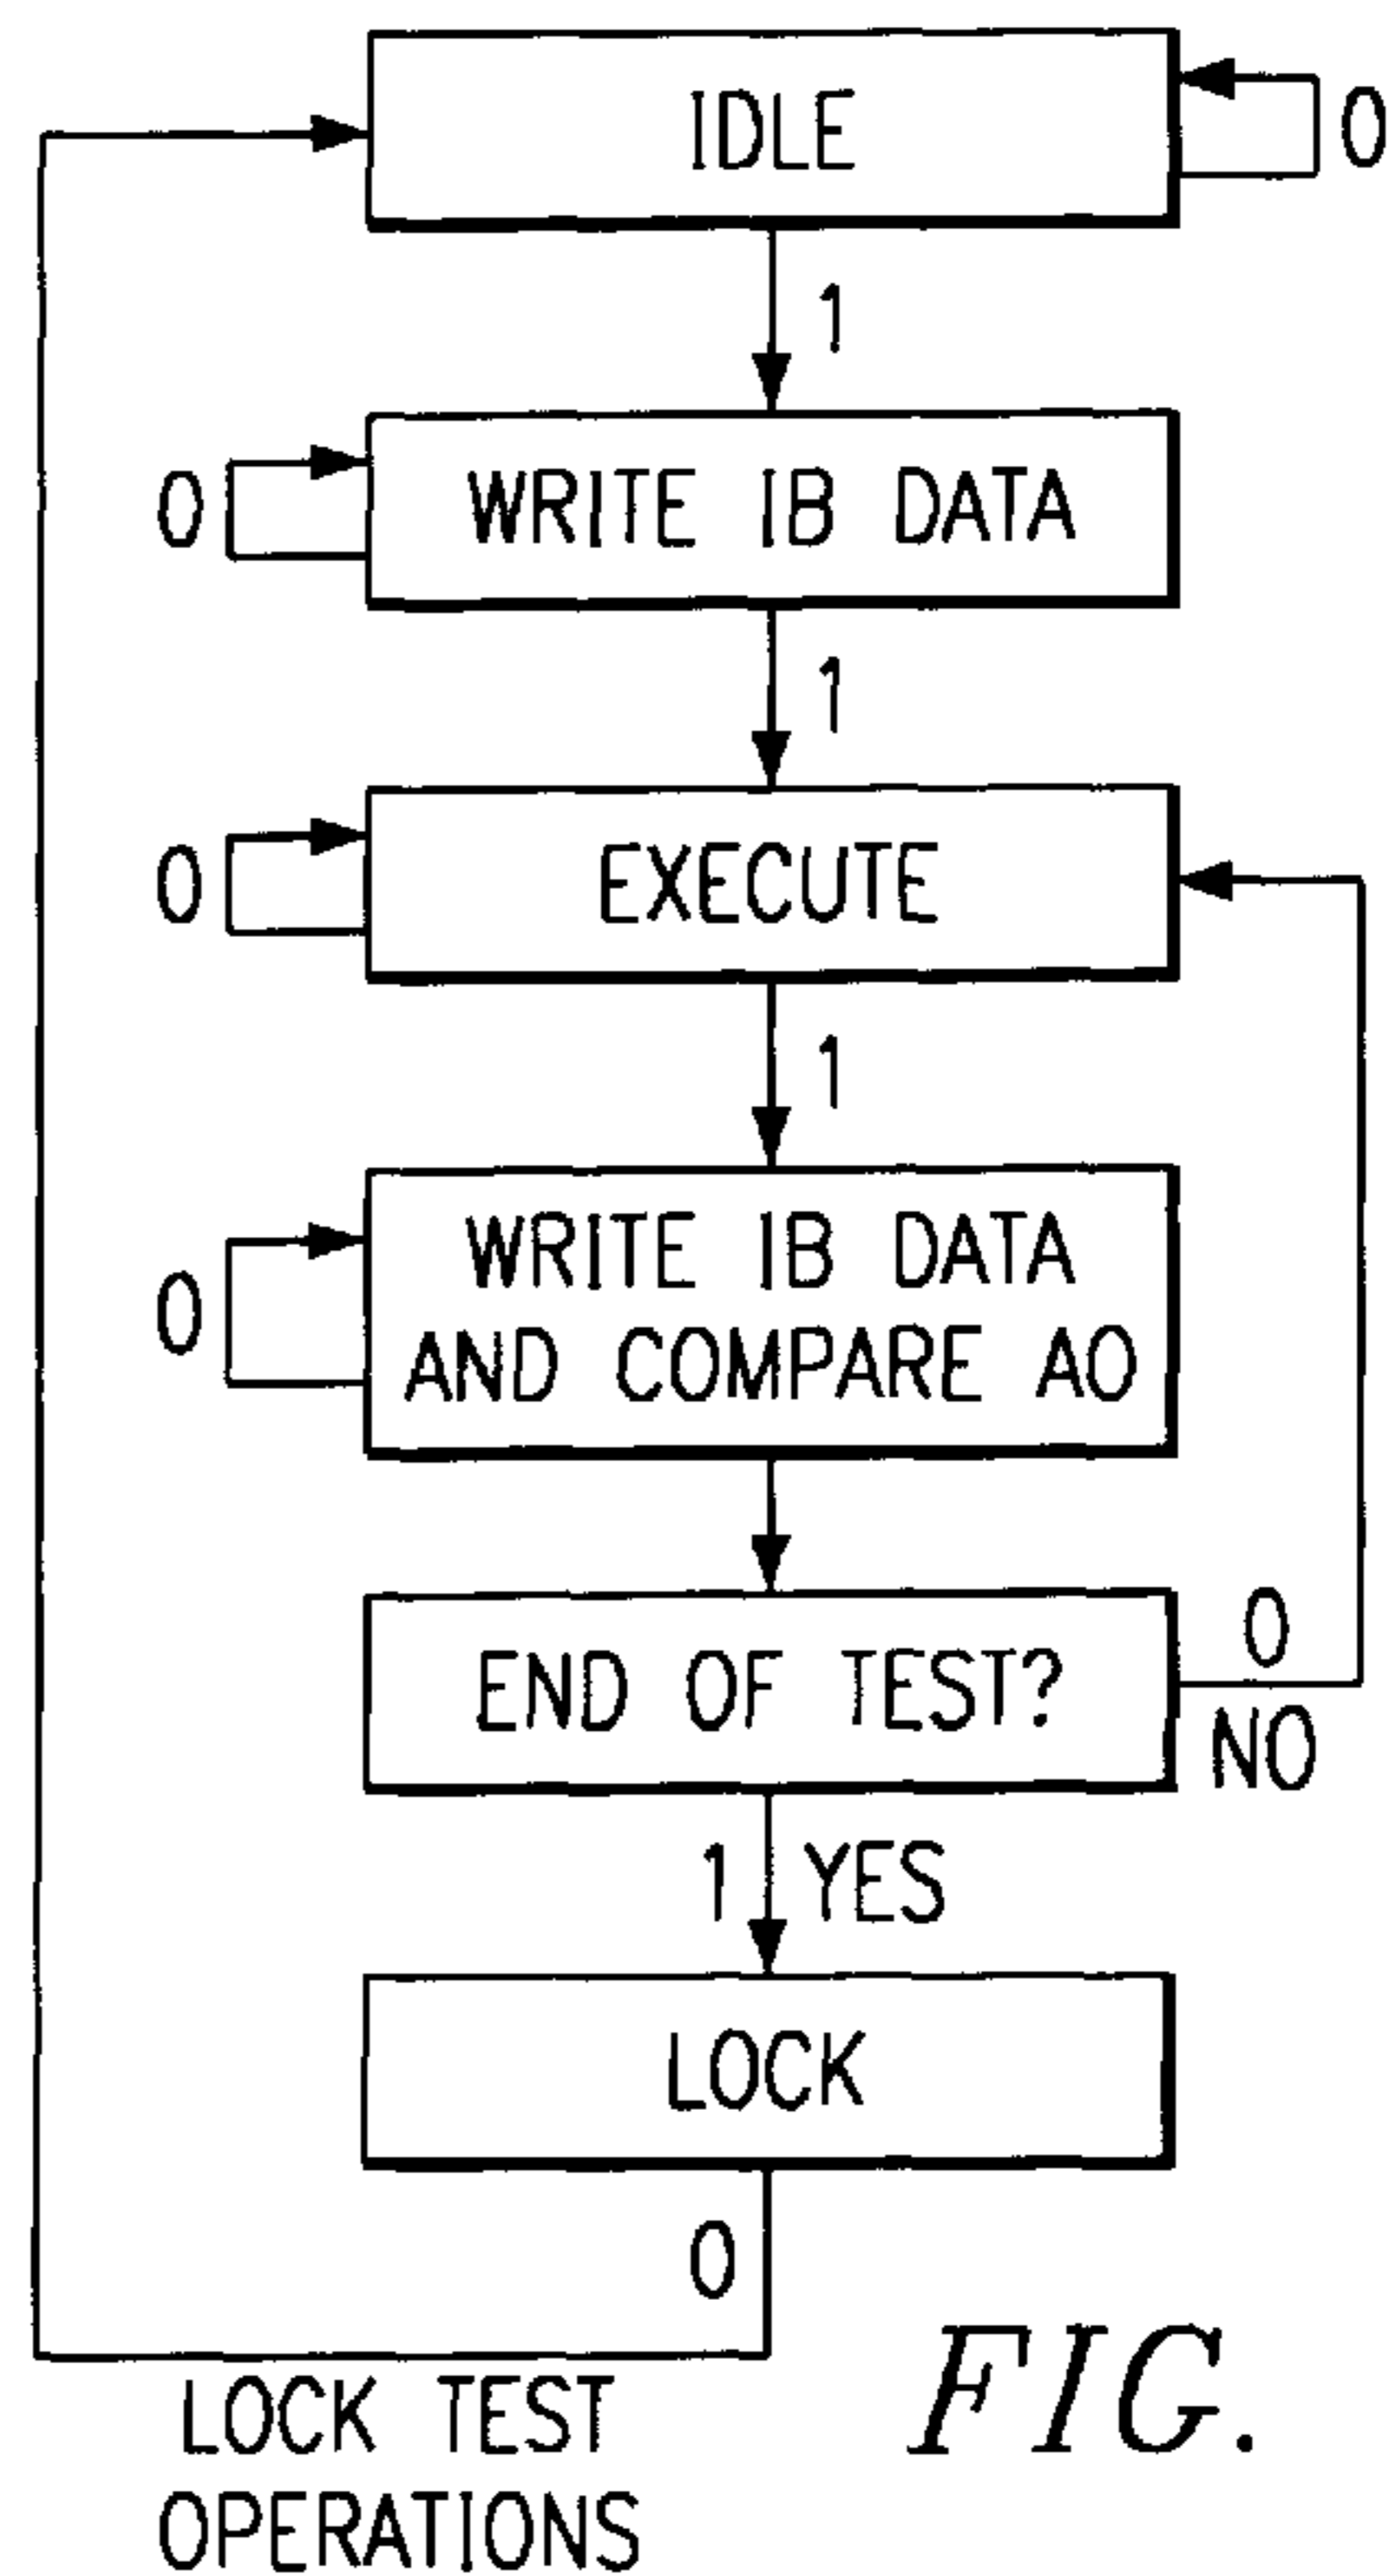 IDLE
0
1
0
WRITE IB DATA
1
0
EXECUTE
1
0
WRITE IB DATA
AND COMPARE AO
END OF TEST?
0
NO
1
YES
LOCK
0
LOCK TEST
OPERATIONS
FIG.